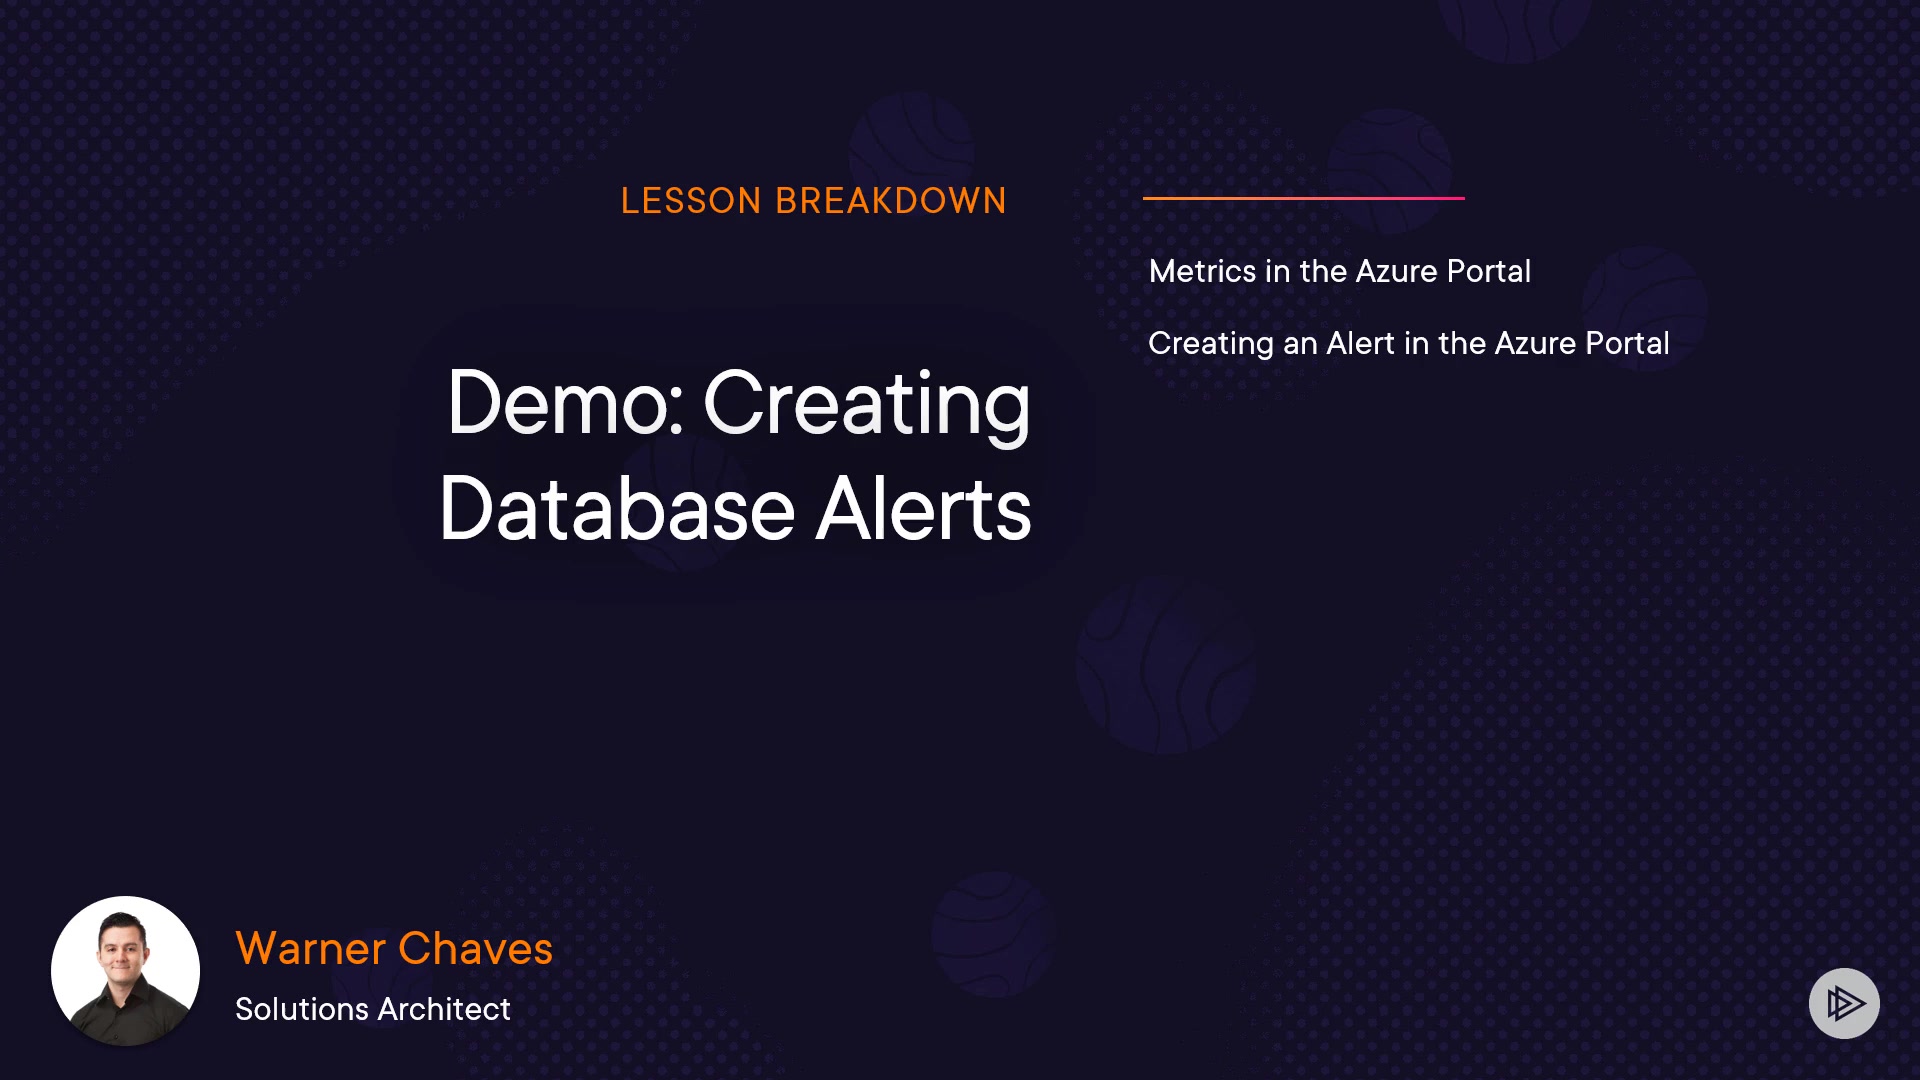 LESSON BREAKDOWN
Demo: Creating
Database Alerts
Metrics in the Azure Portal
Creating an Alert in the Azure Portal
Warner Chaves
Solutions Architect